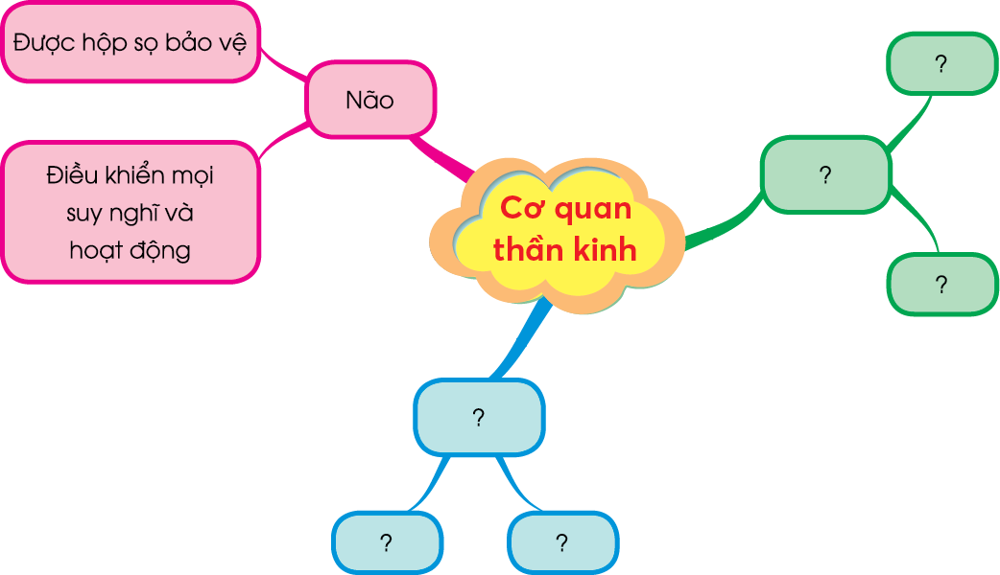 Được hộp sọ bảo vệ
Não
Điều khiển mọi
suy nghĩ và
hoạt động
Cơ quan
thần kinh
?
?
?
?
?
?